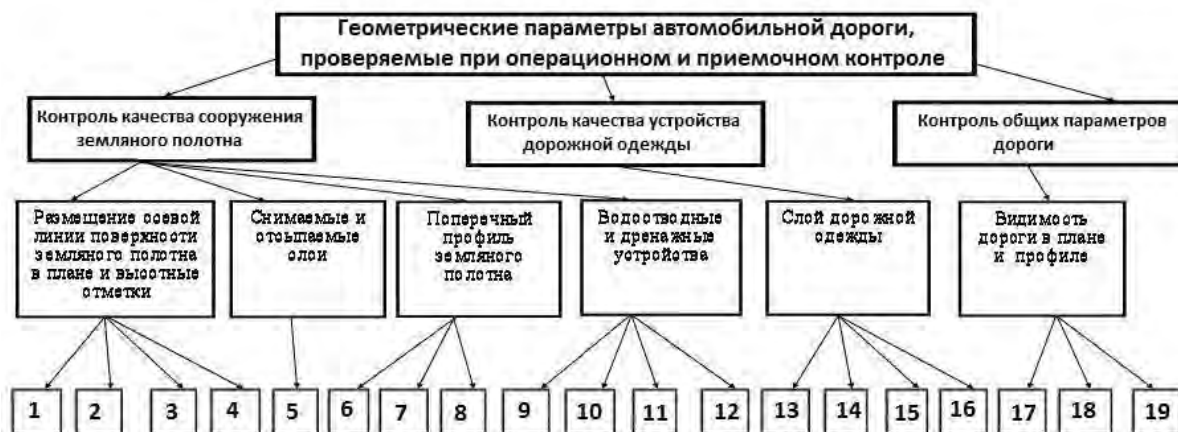 Геометрические параметры автомобильной дороги,
проверяемые при операционном и приемочном контроле
Контроль качества сооружения
земляного полотна
Контроль качества устройства
дорожной одежды
Контроль общих параметров
дороги
Размещение осевой
линии поверхности
земляного полотна
в плане и высотные
отметки
Снимаемые и
отсыпаемые
слои
Поперечный
профиль
земляного
полотна
Водоотводные
и дренажные
устройства
Слой дорожной
одежды
Видимость
дороги в плане
и профиле
1 2 3 4 5 6 7 8 9 10 11 12 13 14 15 16 17 18 19